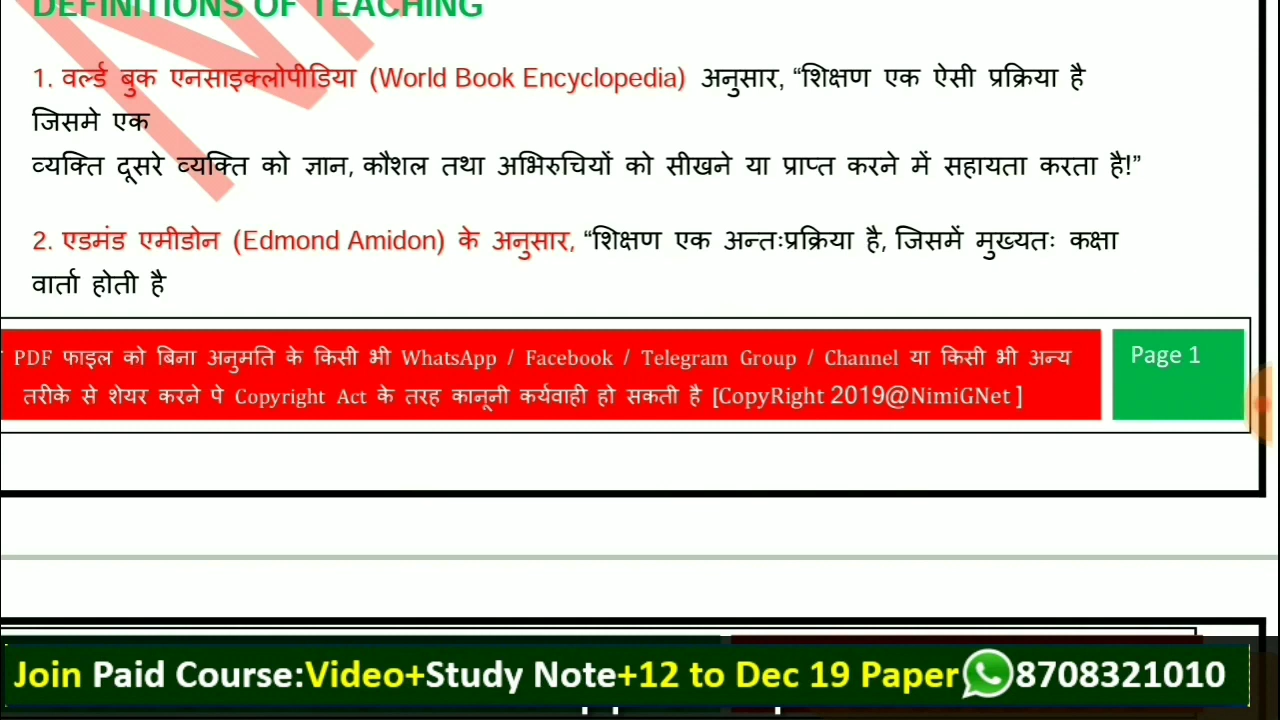 DEFINITIONS OF TEACHING
1. वर्ल्ड बुक एनसाइक्लोपीडिया (World Book Encyclopedia) अनुसार, “शिक्षण एक ऐसी प्रक्रिया है
जिसमे एक
व्यक्ति दूसरे व्यक्ति को ज्ञान, कौशल तथा अभिरुचियों को सीखने या प्राप्त करने में सहायता करता है!”
2. एडमंड एमीडोन (Edmond Amidon) के अनुसार, “शिक्षण एक अन्तःप्रक्रिया है, जिसमें मुख्यतः कक्षा
वार्ता होती है
PDF फाइल को बिना अनुमति के किसी भी WhatsApp / Facebook / Telegram Group / Channel या किसी भी अन्य
तरीके से शेयर करने पे Copyright Act के तरह कानूनी कर्यवाही हो सकती है [CopyRight 2019@NimiGNet ]
Page 1
Join Paid Course:Video+Study Note+12 to Dec 19 Paper 8708321010